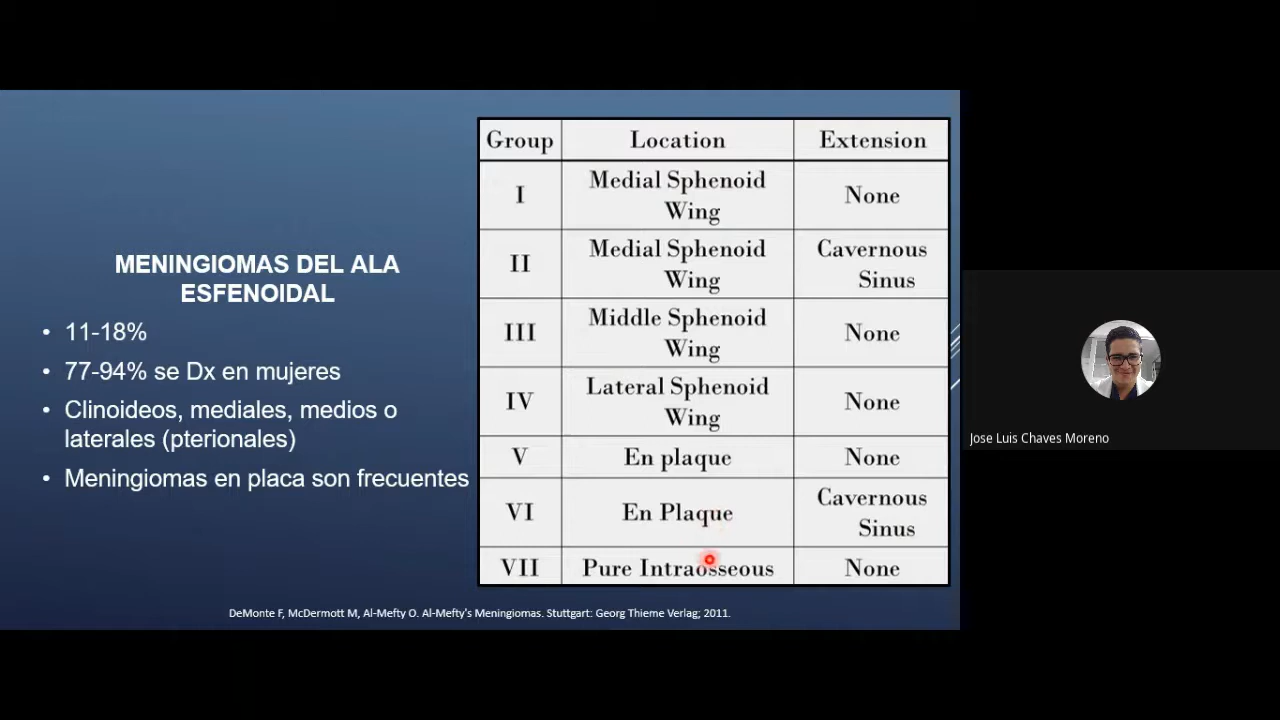 MENINGIOMAS DEL ALA
ESFENOIDAL
• 11-18%
• 77-94% se Dx en mujeres
• Clinoideos, mediales, medios o
laterales (pterionales)
• Meningiomas en placa son frecuentes
Group Location Extension
I Medial Sphenoid Wing None
II Medial Sphenoid Wing Cavernous Sinus
III Middle Sphenoid Wing None
IV Lateral Sphenoid Wing None
V En plaque None
VI En Plaque Cavernous Sinus
VII Pure Intraosseous None
DeMonte F, McDermott M, Al-Mefty O. Al-Mefty's Meningiomas. Stuttgart: Georg Thieme Verlag; 2011.
Jose Luis Chaves Moreno